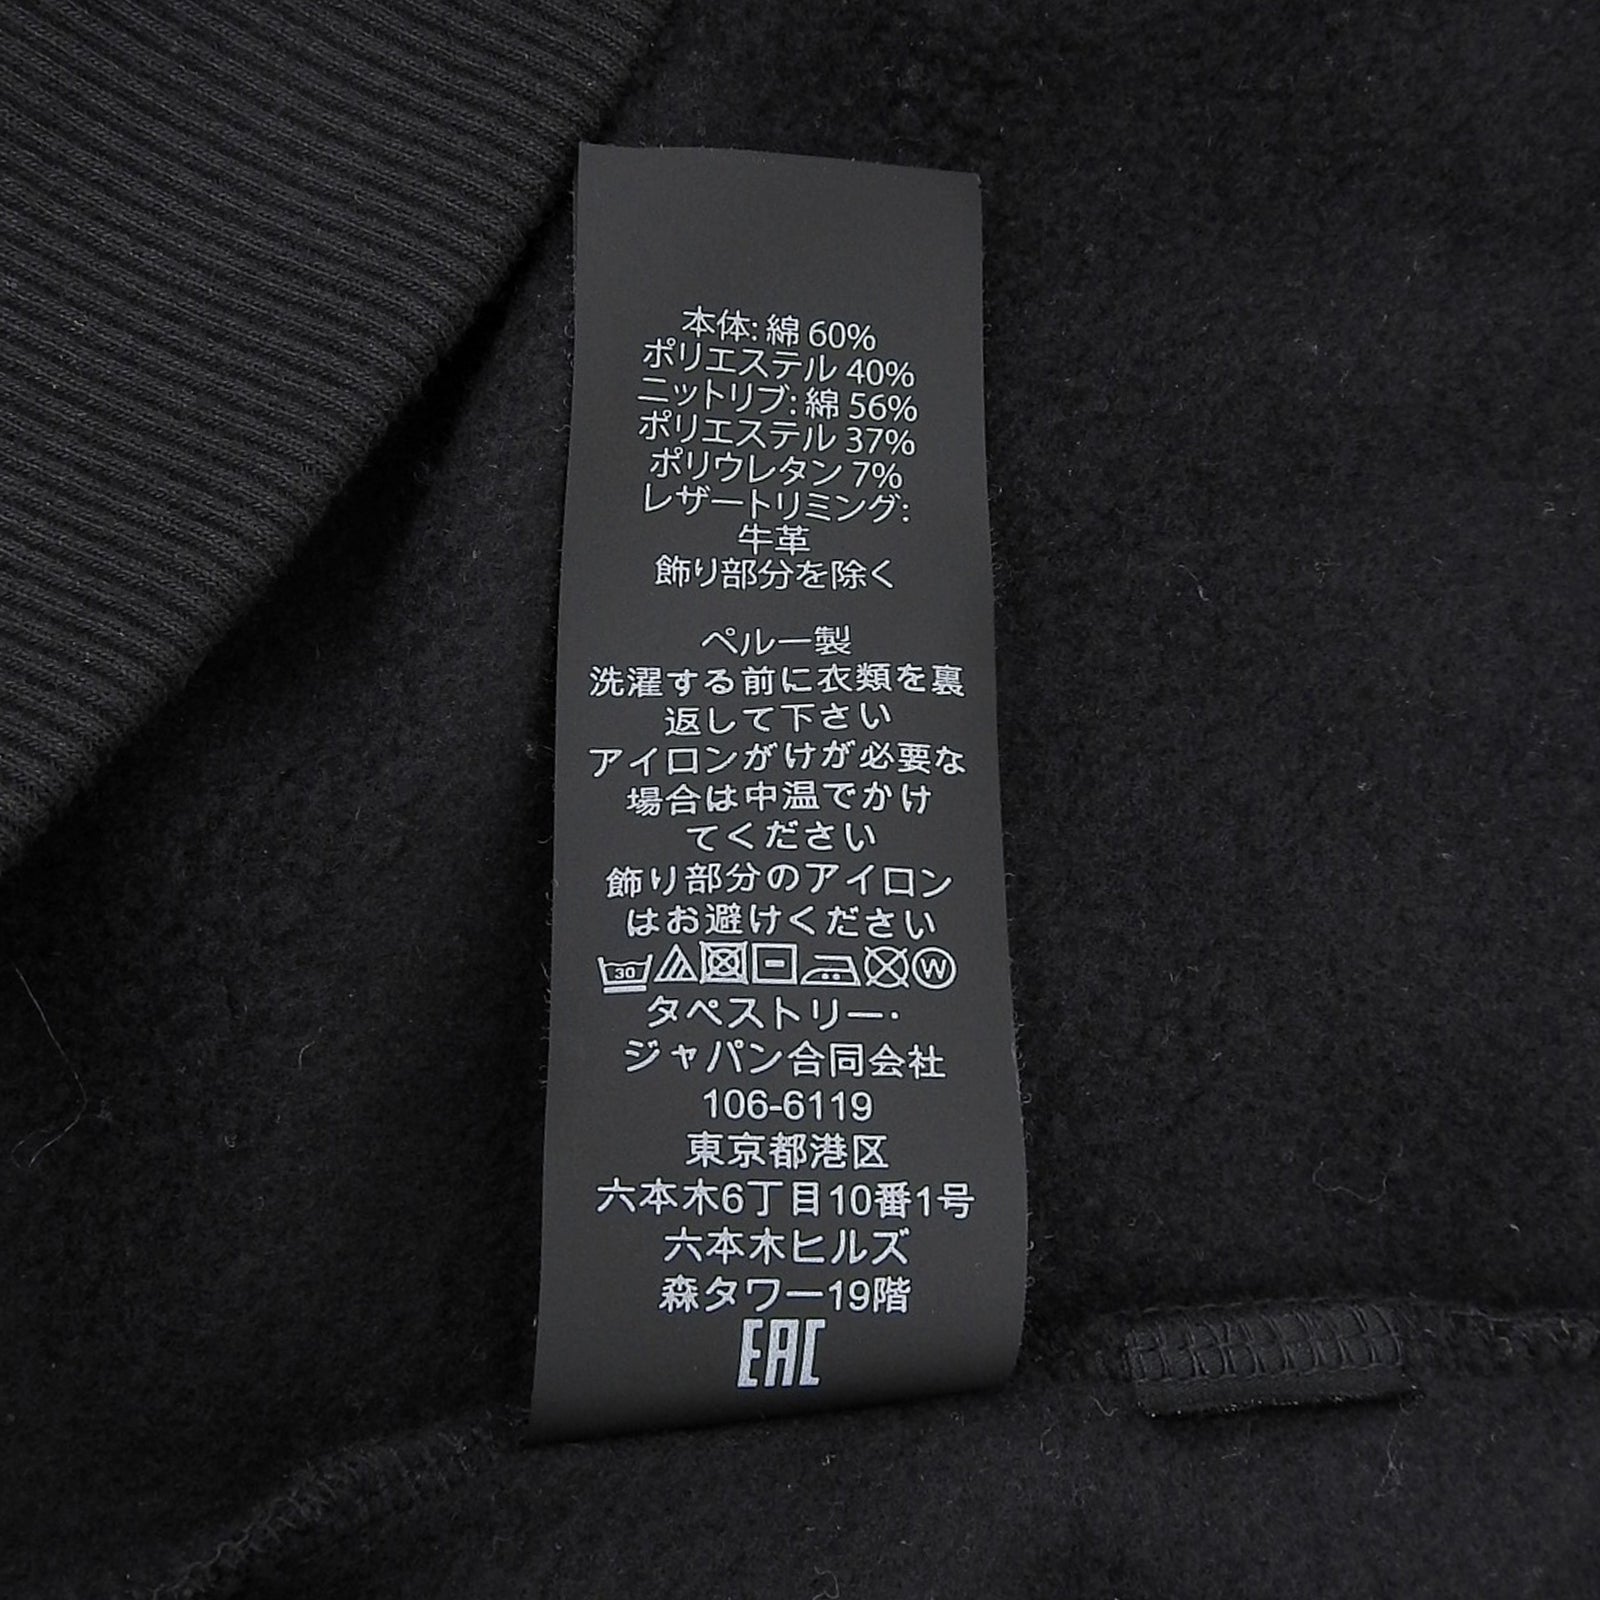 本体: 綿 60%
ポリエステル 40%
ニットリブ: 綿 56%
ポリエステル 37%
ポリウレタン 7%
レザートリミング:
牛革
飾り部分を除く
ペルー製
洗濯する前に衣類を裏
返して下さい
アイロンがけが必要な
場合は中温でかけ
てください
飾り部分のアイロン
はお避けください
30 W
タペストリー・
ジャパン合同会社
106-6119
東京都港区
六本木6丁目10番1号
六本木ヒルズ
森タワー19階
EAC